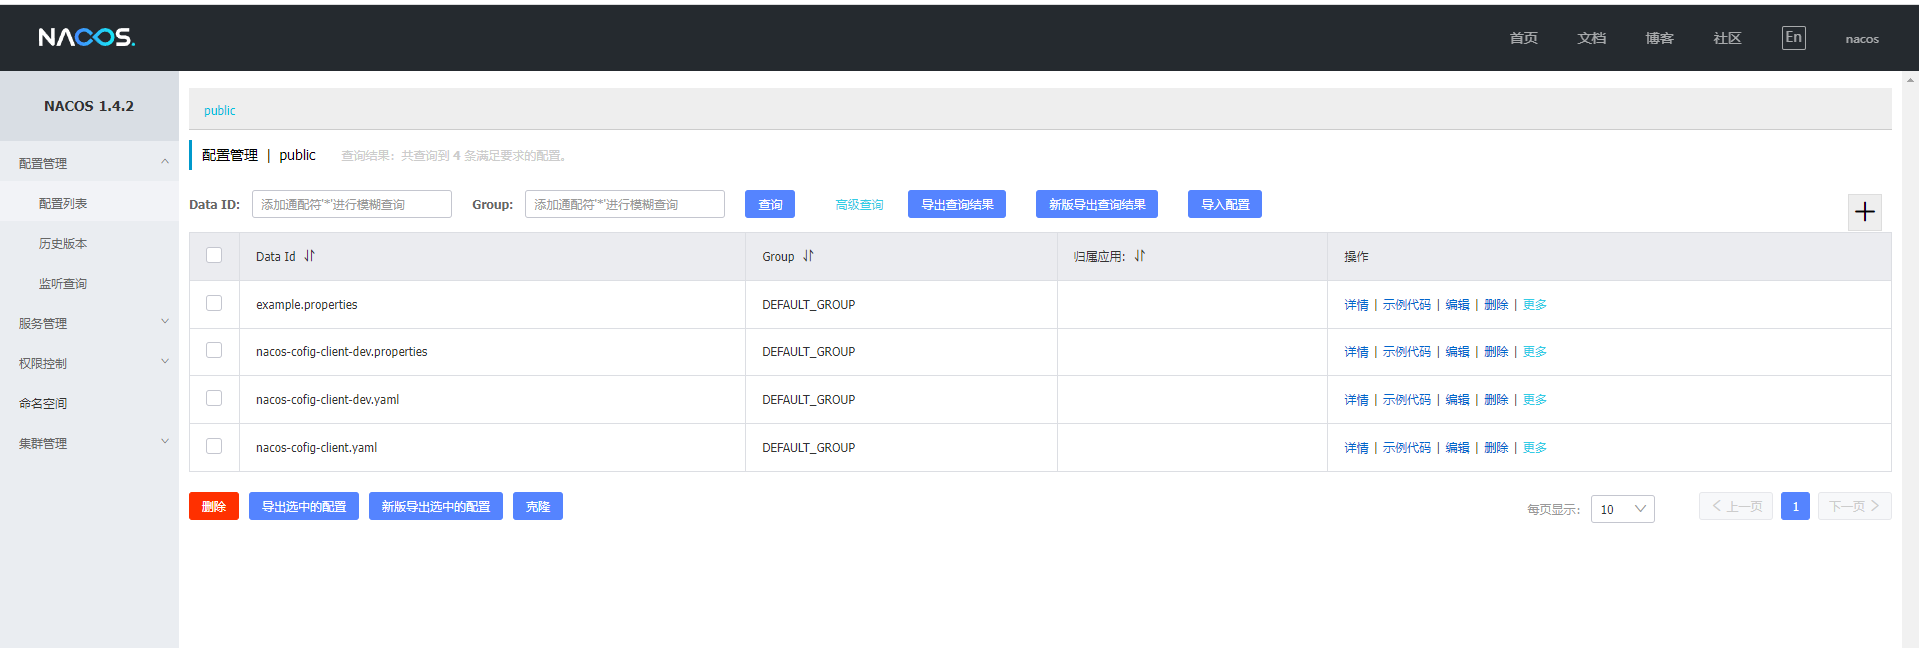 NACOS.
首页 文档 博客 社区 En nacos
NACOS 1.4.2
配置管理
配置列表
历史版本
监听查询
服务管理
权限控制
命名空间
集群管理
public
配置管理 | public 查询结果：共查询到 4 条满足要求的配置。
Data ID: 添加通配符'*'进行模糊查询 Group: 添加通配符'*'进行模糊查询 查询 高级查询 导出查询结果 新版导出查询结果 导入配置
Data Id Group 归属应用: 操作
example.properties DEFAULT_GROUP 详情 | 示例代码 | 编辑 | 删除 | 更多
nacos-cofig-client-dev.properties DEFAULT_GROUP 详情 | 示例代码 | 编辑 | 删除 | 更多
nacos-cofig-client-dev.yaml DEFAULT_GROUP 详情 | 示例代码 | 编辑 | 删除 | 更多
nacos-cofig-client.yaml DEFAULT_GROUP 详情 | 示例代码 | 编辑 | 删除 | 更多
删除 导出选中的配置 新版导出选中的配置 克隆 每页显示: 10 上一页 1 下一页